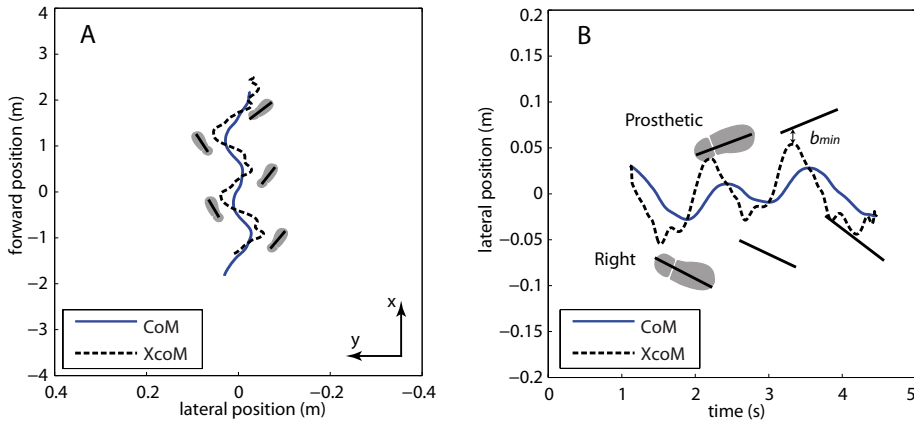 A
forward position (m)
4
3
2
1
0
-1
-2
-3
-4
0.4
0.2
0
-0.2
-0.4
lateral position (m)
CoM
XcoM
x
y
B
lateral position (m)
0.2
0.15
0.1
0.05
0
-0.05
-0.1
-0.15
-0.2
0
1
2
3
4
5
time (s)
Prosthetic
bmin
Right
CoM
XcoM